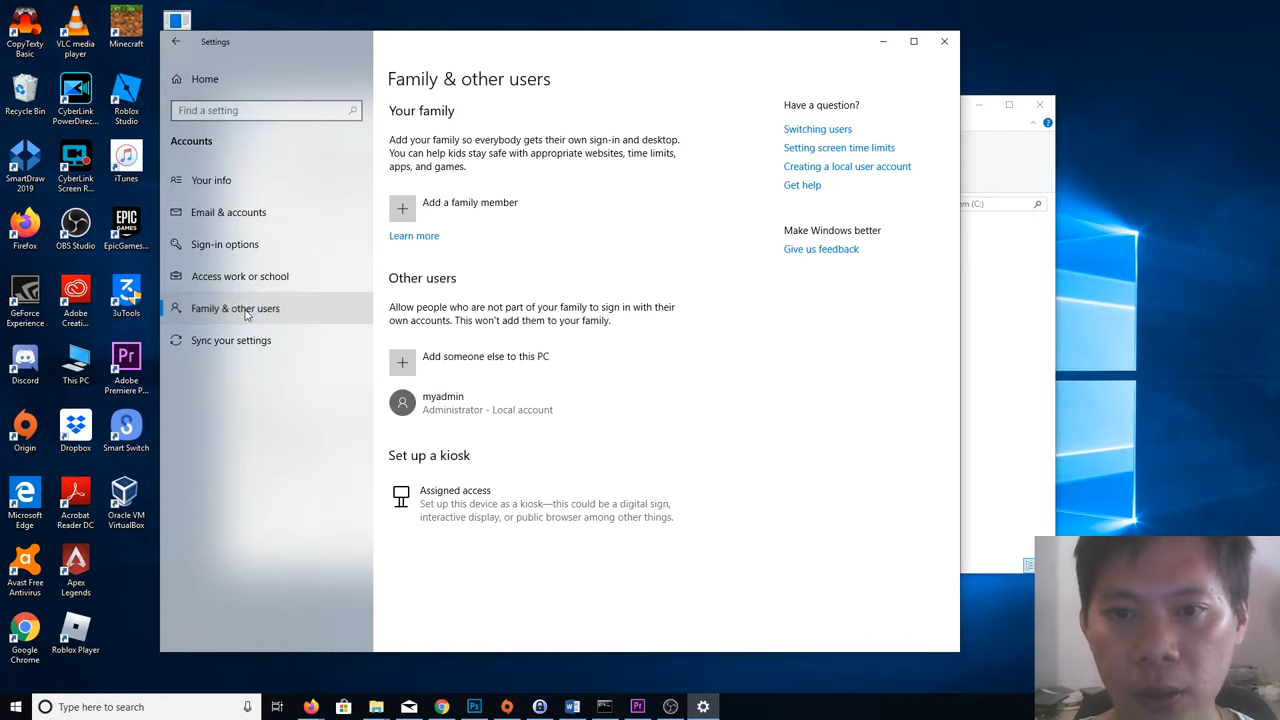 CopyTexty
Basic
VLC media
player
Minecraft
Recycle Bin
CyberLink
PowerDirec...
Roblox
Studio
SmartDraw
2019
CyberLink
Screen R...
iTunes
Firefox
OBS Studio
EPIC
GAMES
EpicGames...
GeForce
Experience
Adobe
Creati...
3uTools
Discord
This PC
Pr
Adobe
Premiere P...
Origin
Dropbox
Smart Switch
Microsoft
Edge
Acrobat
Reader DC
Oracle VM
VirtualBox
Avast Free
Antivirus
Apex
Legends
Google
Chrome
Roblox Player
Settings
Home
Find a setting
Accounts
Your info
Email & accounts
Sign-in options
Access work or school
Family & other users
Sync your settings
Family & other users
Your family
Add your family so everybody gets their own sign-in and desktop.
You can help kids stay safe with appropriate websites, time limits,
apps, and games.
Add a family member
Learn more
Other users
Allow people who are not part of your family to sign in with their
own accounts. This won't add them to your family.
Add someone else to this PC
myadmin
Administrator - Local account
Set up a kiosk
Assigned access
Set up this device as a kiosk—this could be a digital sign,
interactive display, or public browser among other things.
Have a question?
Switching users
Setting screen time limits
Creating a local user account
Get help
Make Windows better
Give us feedback
em (C:)
Type here to search
Ps
Pr